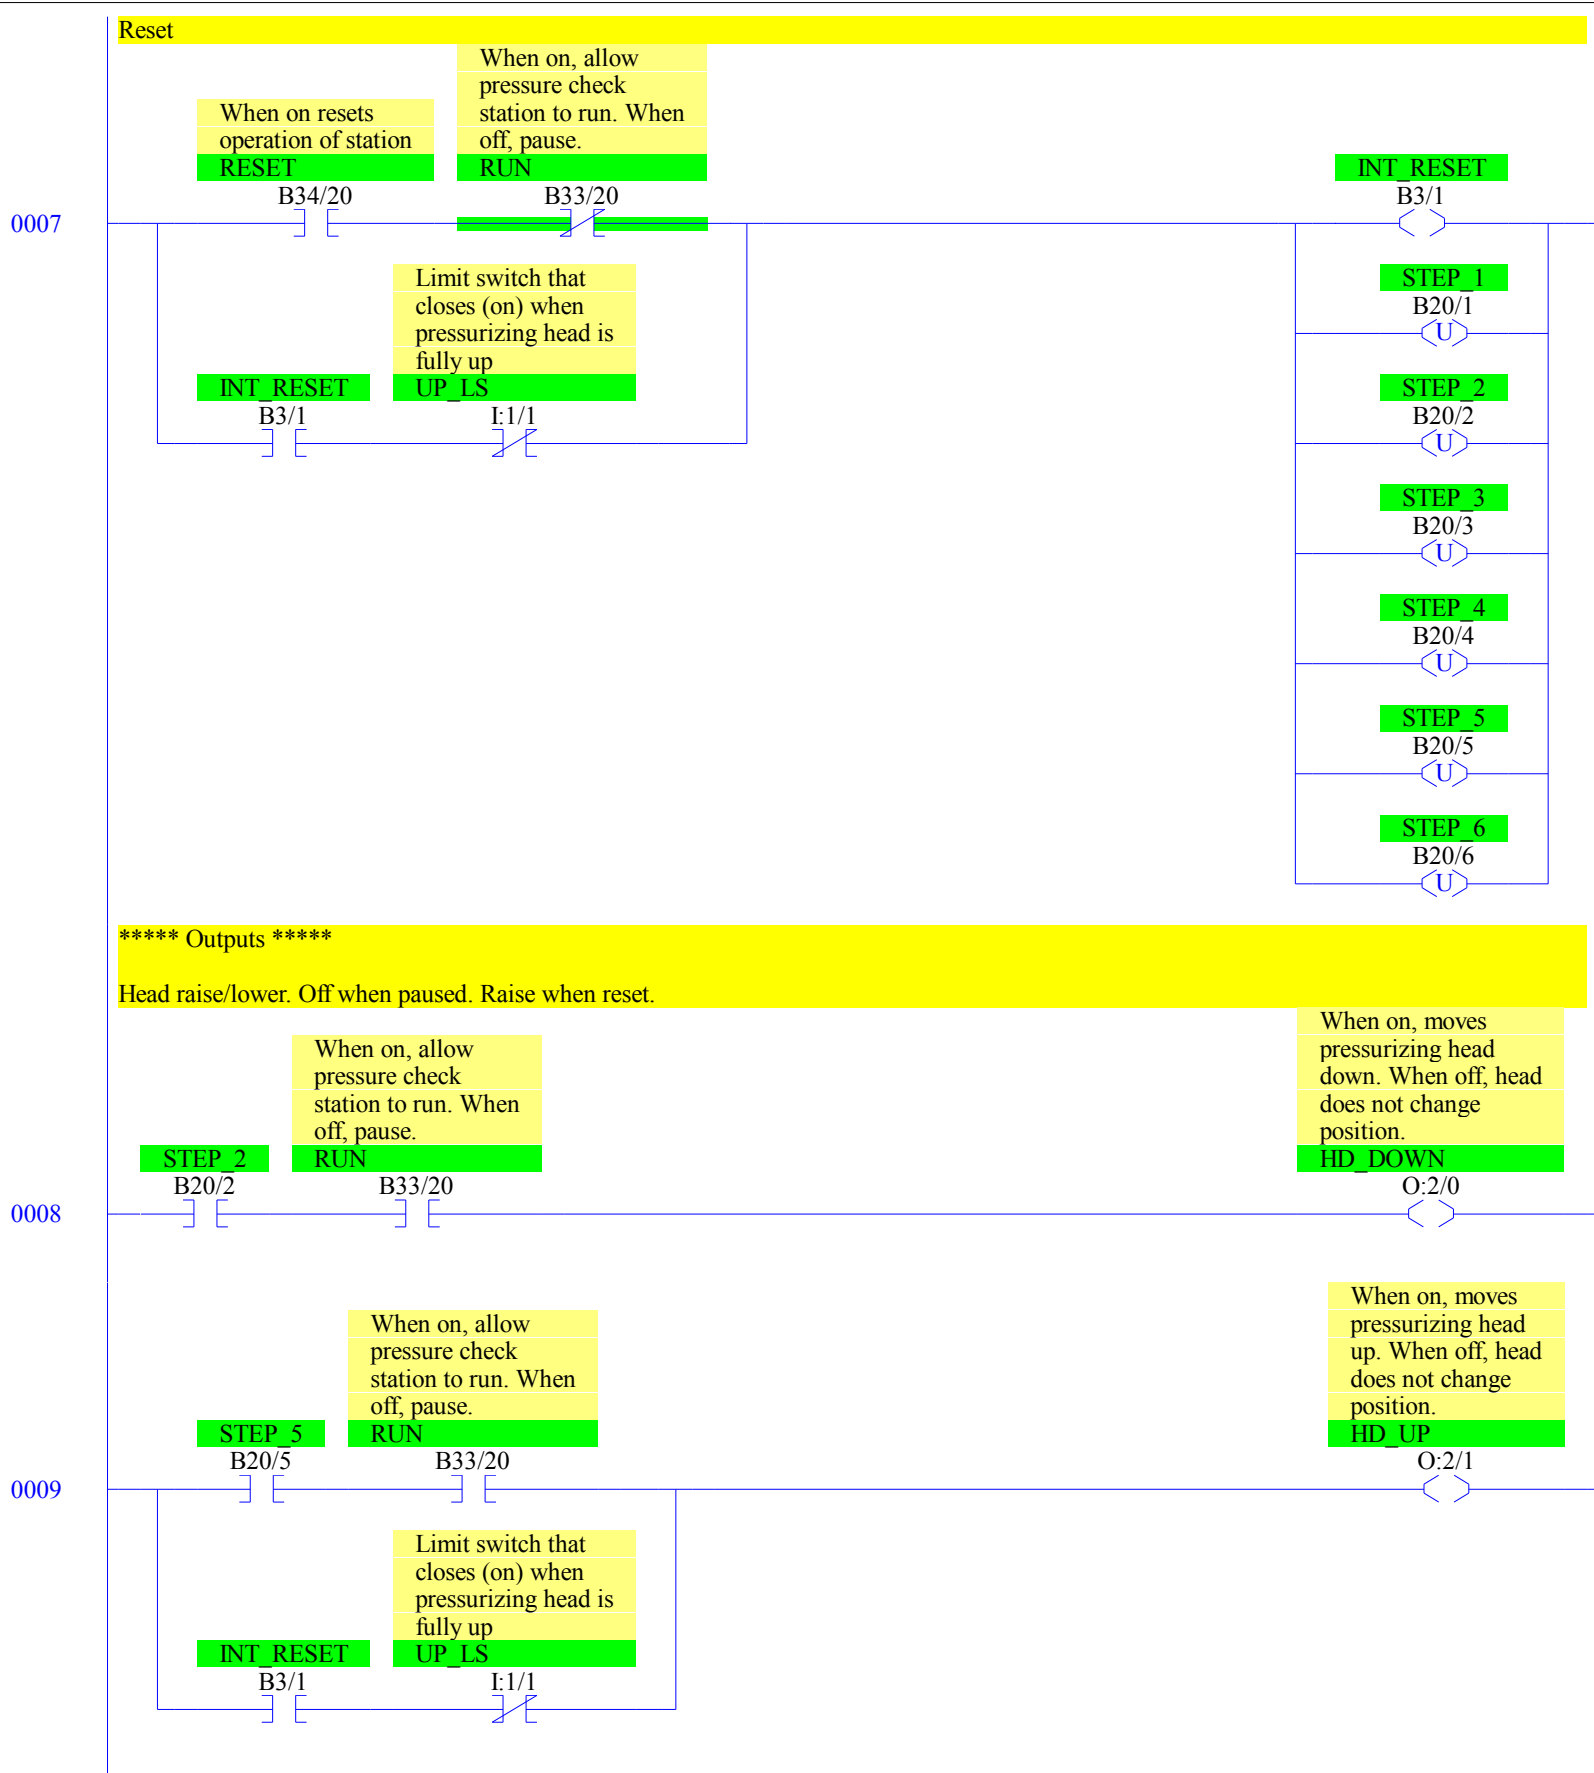 Reset
When on, allow
pressure check
station to run. When
off, pause.
When on resets
operation of station
RESET
RUN
INT_RESET
B34/20
B33/20
B3/1
0007
STEP_1
B20/1
U
Limit switch that
closes (on) when
pressurizing head is
fully up
INT_RESET
UP_LS
B3/1
I:1/1
STEP_2
B20/2
U
STEP_3
B20/3
U
STEP_4
B20/4
U
STEP_5
B20/5
U
STEP_6
B20/6
U
***** Outputs *****
Head raise/lower. Off when paused. Raise when reset.
When on, allow
pressure check
station to run. When
off, pause.
When on, moves
pressurizing head
down. When off, head
does not change
position.
STEP_2
RUN
HD_DOWN
B20/2
B33/20
O:2/0
0008
When on, allow
pressure check
station to run. When
off, pause.
When on, moves
pressurizing head
up. When off, head
does not change
position.
STEP_5
RUN
HD_UP
B20/5
B33/20
O:2/1
0009
Limit switch that
closes (on) when
pressurizing head is
fully up
INT_RESET
UP_LS
B3/1
I:1/1